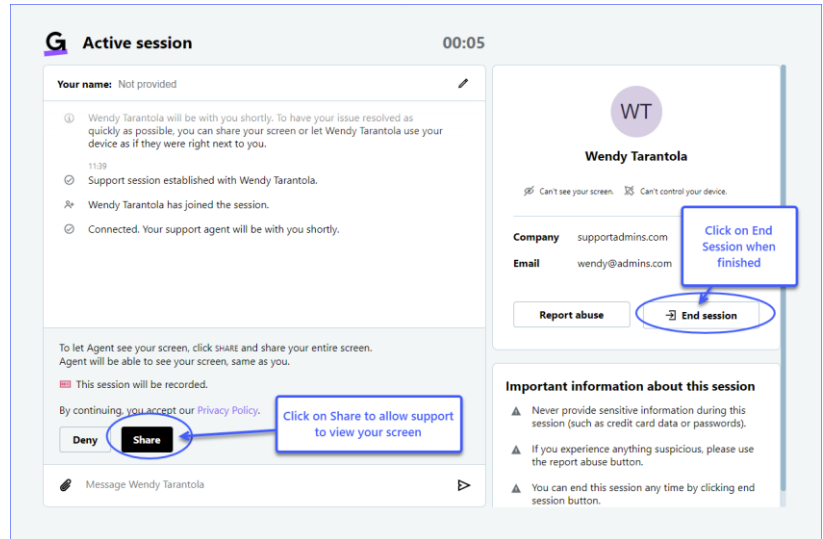 G Active session
00:05
Your name: Not provided
Wendy Tarantola will be with you shortly. To have your issue resolved as
quickly as possible, you can share your screen or let Wendy Tarantola use your
device as if they were right next to you.
11:39
Support session established with Wendy Tarantola.
Wendy Tarantola has joined the session.
Connected. Your support agent will be with you shortly.
To let Agent see your screen, click SHARE and share your entire screen.
Agent will be able to see your screen, same as you.
This session will be recorded.
By continuing, you accept our Privacy Policy.
Deny
Share
Click on Share to allow support
to view your screen
Message Wendy Tarantola
WT
Wendy Tarantola
Can't see your screen. Can't control your device.
Company supportadmins.com
Email wendy@admins.com
Click on End
Session when
finished
Report abuse
End session
Important information about this session
Never provide sensitive information during this
session (such as credit card data or passwords).
If you experience anything suspicious, please use
the report abuse button.
You can end this session any time by clicking end
session button.